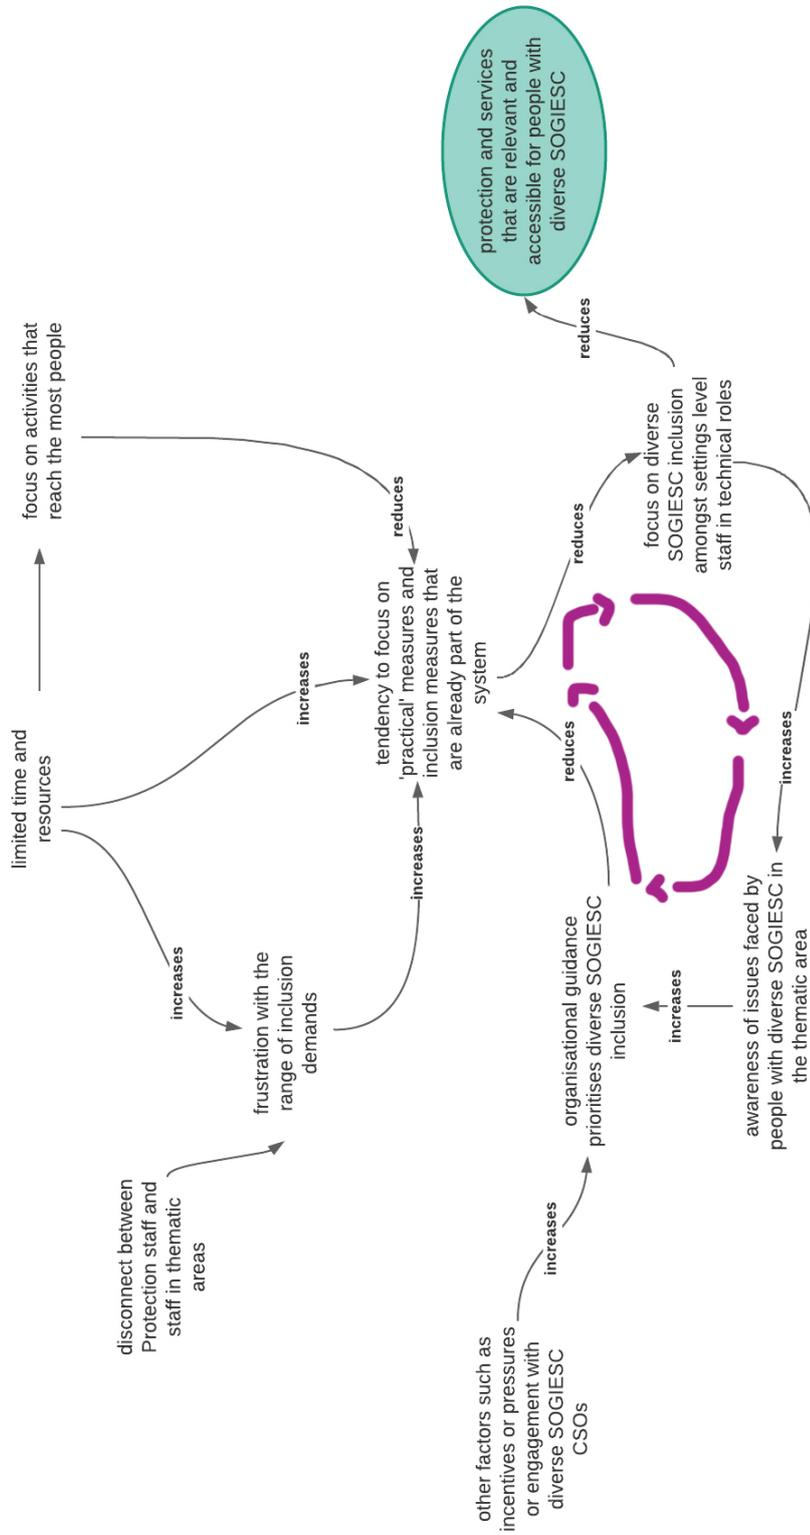 disconnect between
Protection staff and
staff in thematic
areas
increases
frustration with the
range of inclusion
demands
limited time and
resources
focus on activities that
reach the most people
increases
increases
reduces
tendency to focus on
'practical' measures and
inclusion measures that
are already part of the
system
other factors such as
incentives or pressures
or engagement with
diverse SOGIESC
CSOs
increases
organisational guidance
prioritises diverse SOGIESC
inclusion
reduces
reduces
increases
awareness of issues faced by
people with diverse SOGIESC in
the thematic area
increases
focus on diverse
SOGIESC inclusion
amongst settings level
staff in technical roles
reduces
protection and services
that are relevant and
accessible for people with
diverse SOGIESC